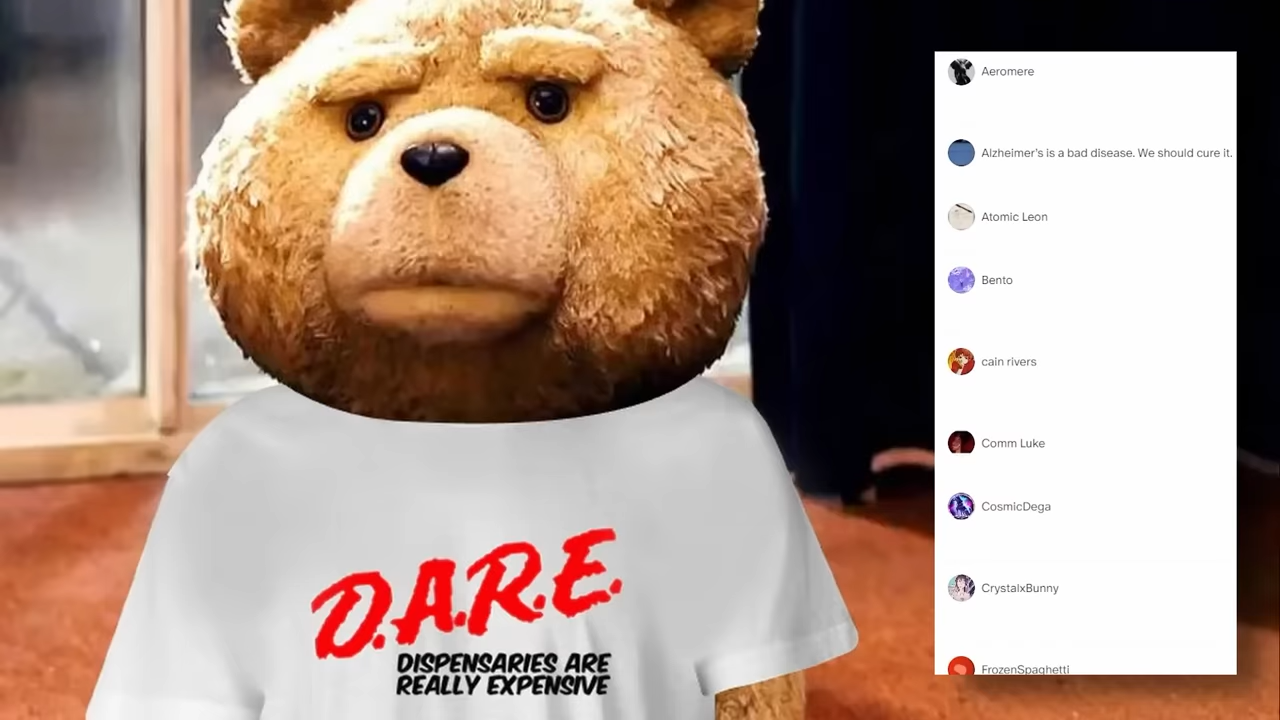 D.A.R.E.
DISPENSARIES ARE
REALLY EXPENSIVE
Aeromere
Alzheimer's is a bad disease. We should cure it.
Atomic Leon
Bento
cain rivers
Comm Luke
CosmicDega
CrystalxBunny
FrozenSpaghetti